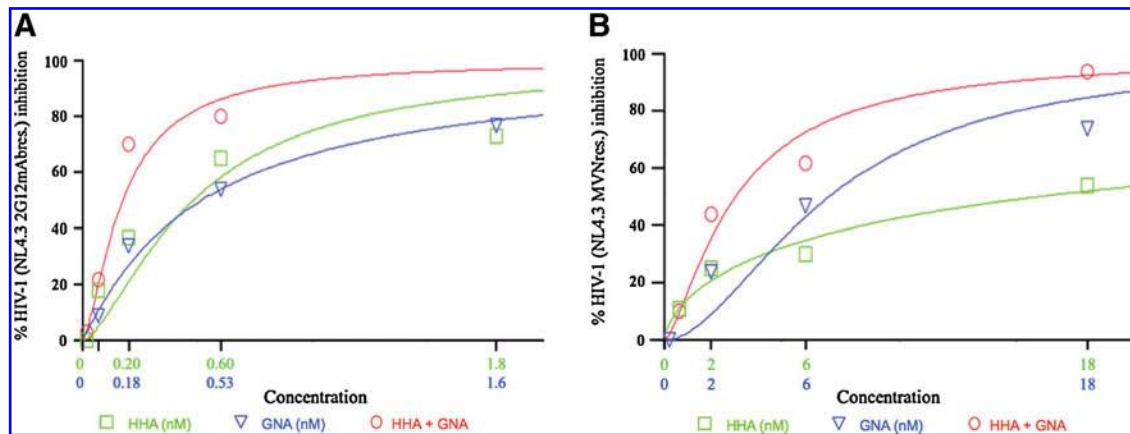 A
% HIV-1 (NL4.3 2G12mAbres.) inhibition
100
80
60
40
20
0
0 0.20 0.60 1.8
0 0.18 0.53 1.6
Concentration
HHA (nM) GNA (nM) HHA + GNA
B
% HIV-1 (NL4.3 MVNres.) inhibition
100
80
60
40
20
0
0 2 6 18
0 2 6 18
Concentration
HHA (nM) GNA (nM) HHA + GNA